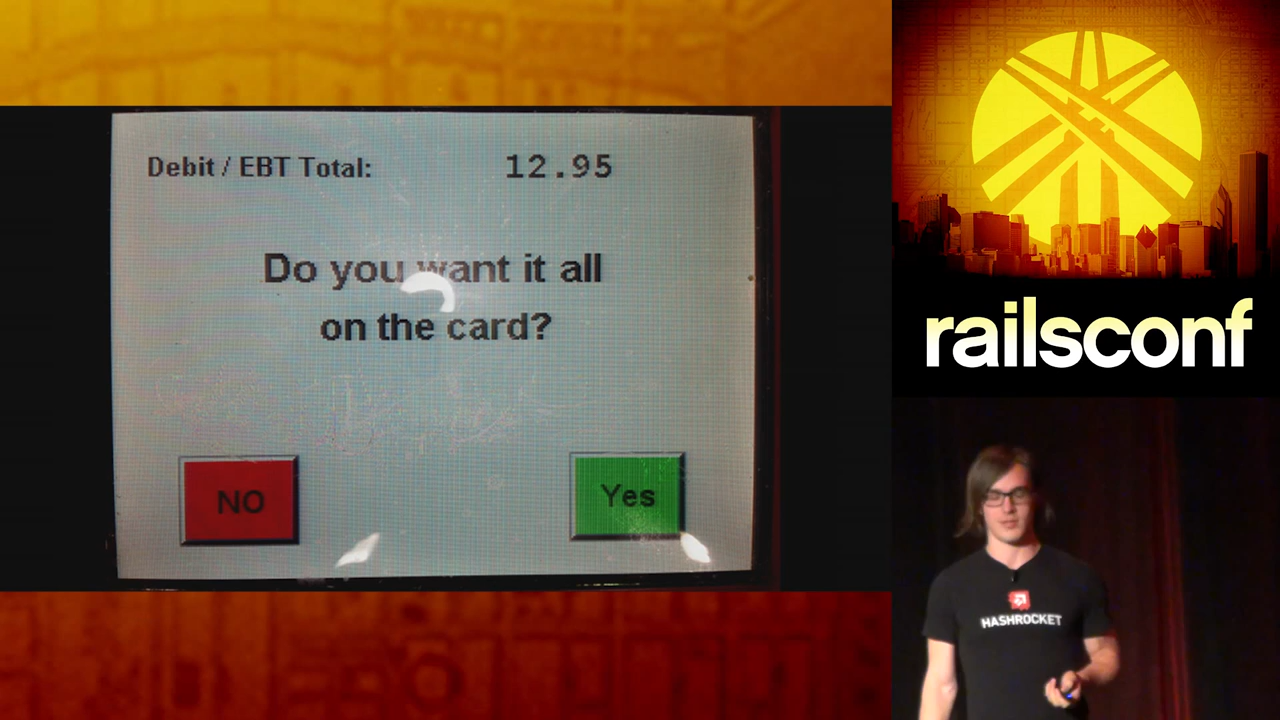 Debit / EBT Total: 12.95
Do you want it all
on the card?
NO
Yes
railsconf
HASHROCKET